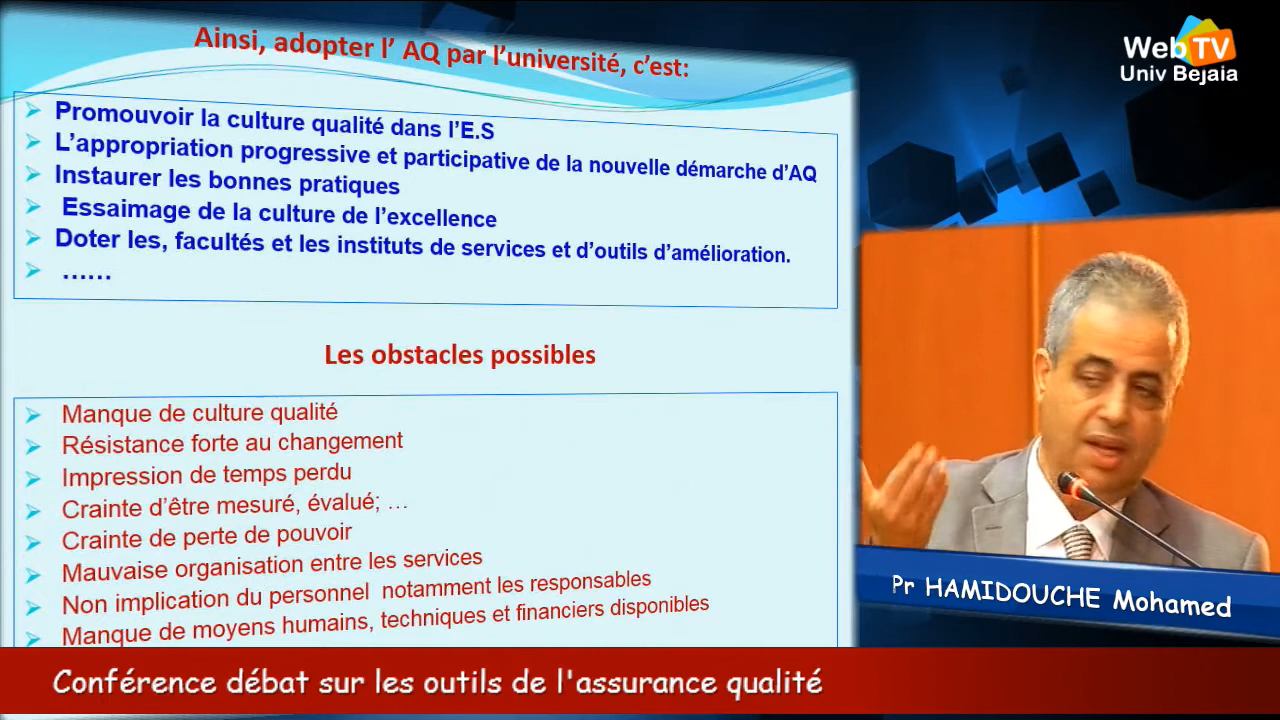 Ainsi, adopter l’ AQ par l’université, c’est:
Promouvoir la culture qualité dans l’E.S
L’appropriation progressive et participative de la nouvelle démarche d’AQ
Instaurer les bonnes pratiques
Essaimage de la culture de l’excellence
Doter les, facultés et les instituts de services et d’outils d’amélioration.
……
Les obstacles possibles
Manque de culture qualité
Résistance forte au changement
Impression de temps perdu
Crainte d’être mesuré, évalué; …
Crainte de perte de pouvoir
Mauvaise organisation entre les services
Non implication du personnel notamment les responsables
Manque de moyens humains, techniques et financiers disponibles
Web TV
Univ Bejaia
Pr HAMIDOUCHE Mohamed
Conférence débat sur les outils de l'assurance qualité